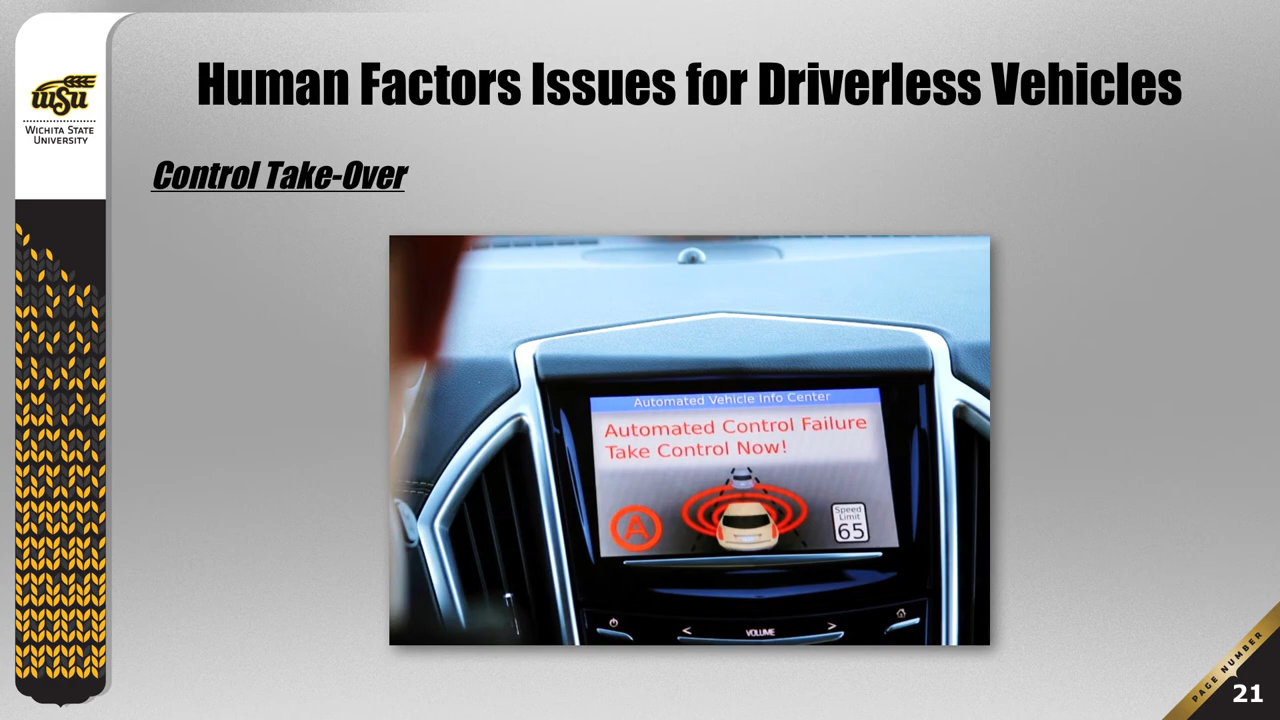 wsu
WICHITA STATE
UNIVERSITY
Human Factors Issues for Driverless Vehicles
Control Take-Over
Automated Vehicle Info Center
Automated Control Failure
Take Control Now!
A
Speed
Limit
65
<
VOLUME
>
PAGE NUMBER
21